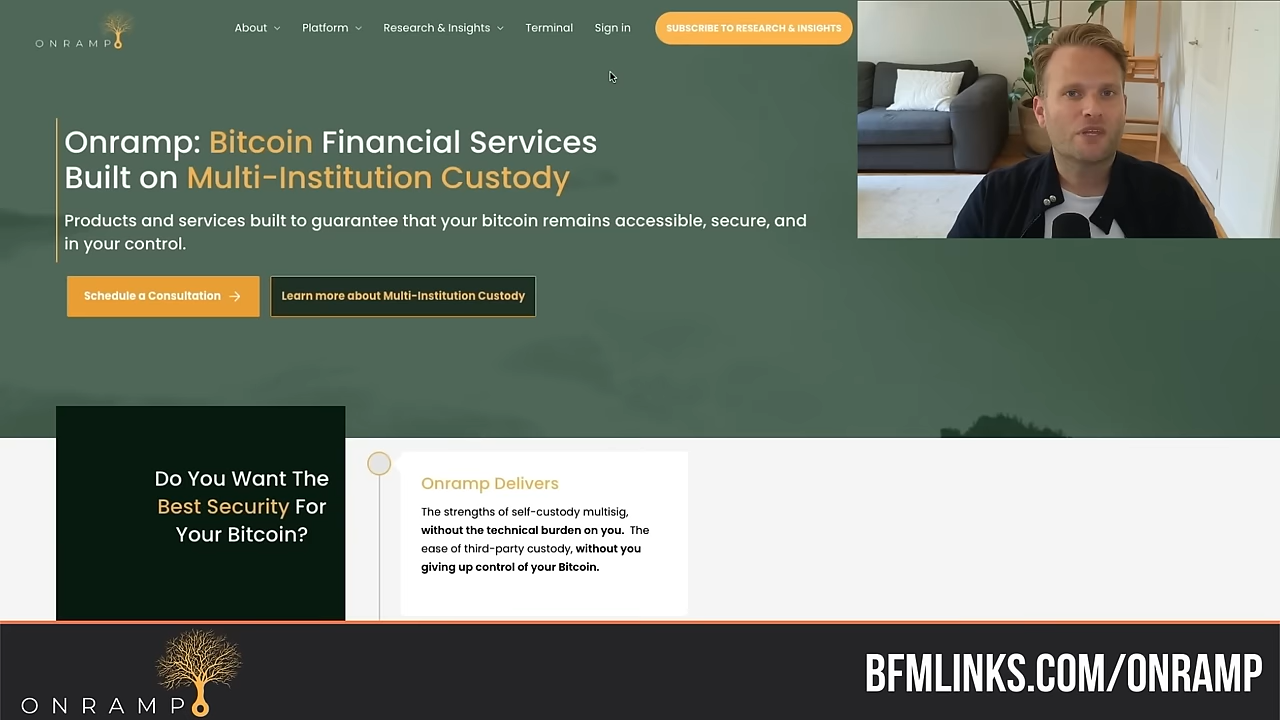 ONRAMP
About
Platform
Research & Insights
Terminal
Sign in
SUBSCRIBE TO RESEARCH & INSIGHTS
Onramp: Bitcoin Financial Services
Built on Multi-Institution Custody
Products and services built to guarantee that your bitcoin remains accessible, secure, and
in your control.
Schedule a Consultation
Learn more about Multi-Institution Custody
Do You Want The
Best Security For
Your Bitcoin?
Onramp Delivers
The strengths of self-custody multisig,
without the technical burden on you. The
ease of third-party custody, without you
giving up control of your Bitcoin.
ONRAMP
BFMLINKS.COM/ONRAMP